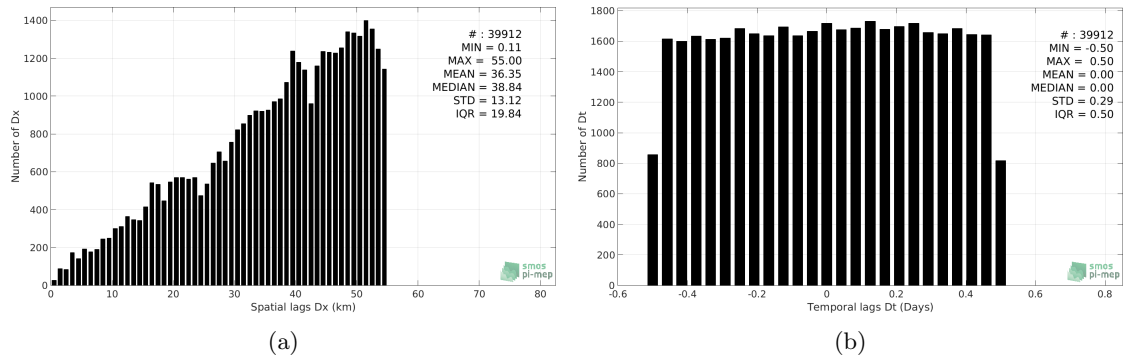 1400
1200
1000
800
600
400
200
0
Number of Dx
# : 39912
MIN = 0.11
MAX = 55.00
MEAN = 36.35
MEDIAN = 38.84
STD = 13.12
IQR = 19.84
smos
pi-mep
0 10 20 30 40 50 60 70 80
Spatial lags Dx (km)
(a)
1800
1600
1400
1200
1000
800
600
400
200
0
Number of Dt
# : 39912
MIN = -0.50
MAX = 0.50
MEAN = 0.00
MEDIAN = 0.00
STD = 0.29
IQR = 0.50
smos
pi-mep
-0.6 -0.4 -0.2 0 0.2 0.4 0.6 0.8
Temporal lags Dt (Days)
(b)